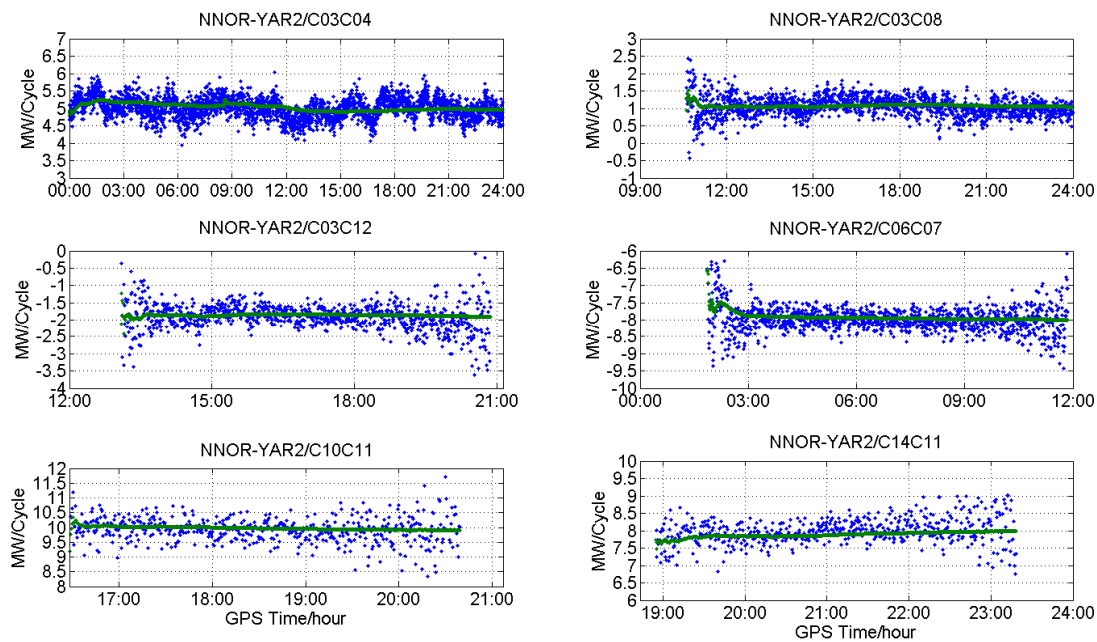 NNOR-YAR2/C03C04
MW/Cycle
7
6.5
6
5.5
5
4.5
4
3.5
3
00:00 03:00 06:00 09:00 12:00 15:00 18:00 21:00 24:00
NNOR-YAR2/C03C08
MW/Cycle
3
2.5
2
1.5
1
0.5
0
-0.5
-1
09:00 12:00 15:00 18:00 21:00 24:00
NNOR-YAR2/C03C12
MW/Cycle
0
-0.5
-1
-1.5
-2
-2.5
-3
-3.5
-4
12:00 15:00 18:00 21:00
NNOR-YAR2/C06C07
MW/Cycle
-6
-6.5
-7
-7.5
-8
-8.5
-9
-9.5
-10
00:00 03:00 06:00 09:00 12:00
NNOR-YAR2/C10C11
MW/Cycle
12
11.5
11
10.5
10
9.5
9
8.5
8
17:00 18:00 19:00 20:00 21:00
GPS Time/hour
NNOR-YAR2/C14C11
MW/Cycle
10
9.5
9
8.5
8
7.5
7
6.5
6
19:00 20:00 21:00 22:00 23:00 24:00
GPS Time/hour